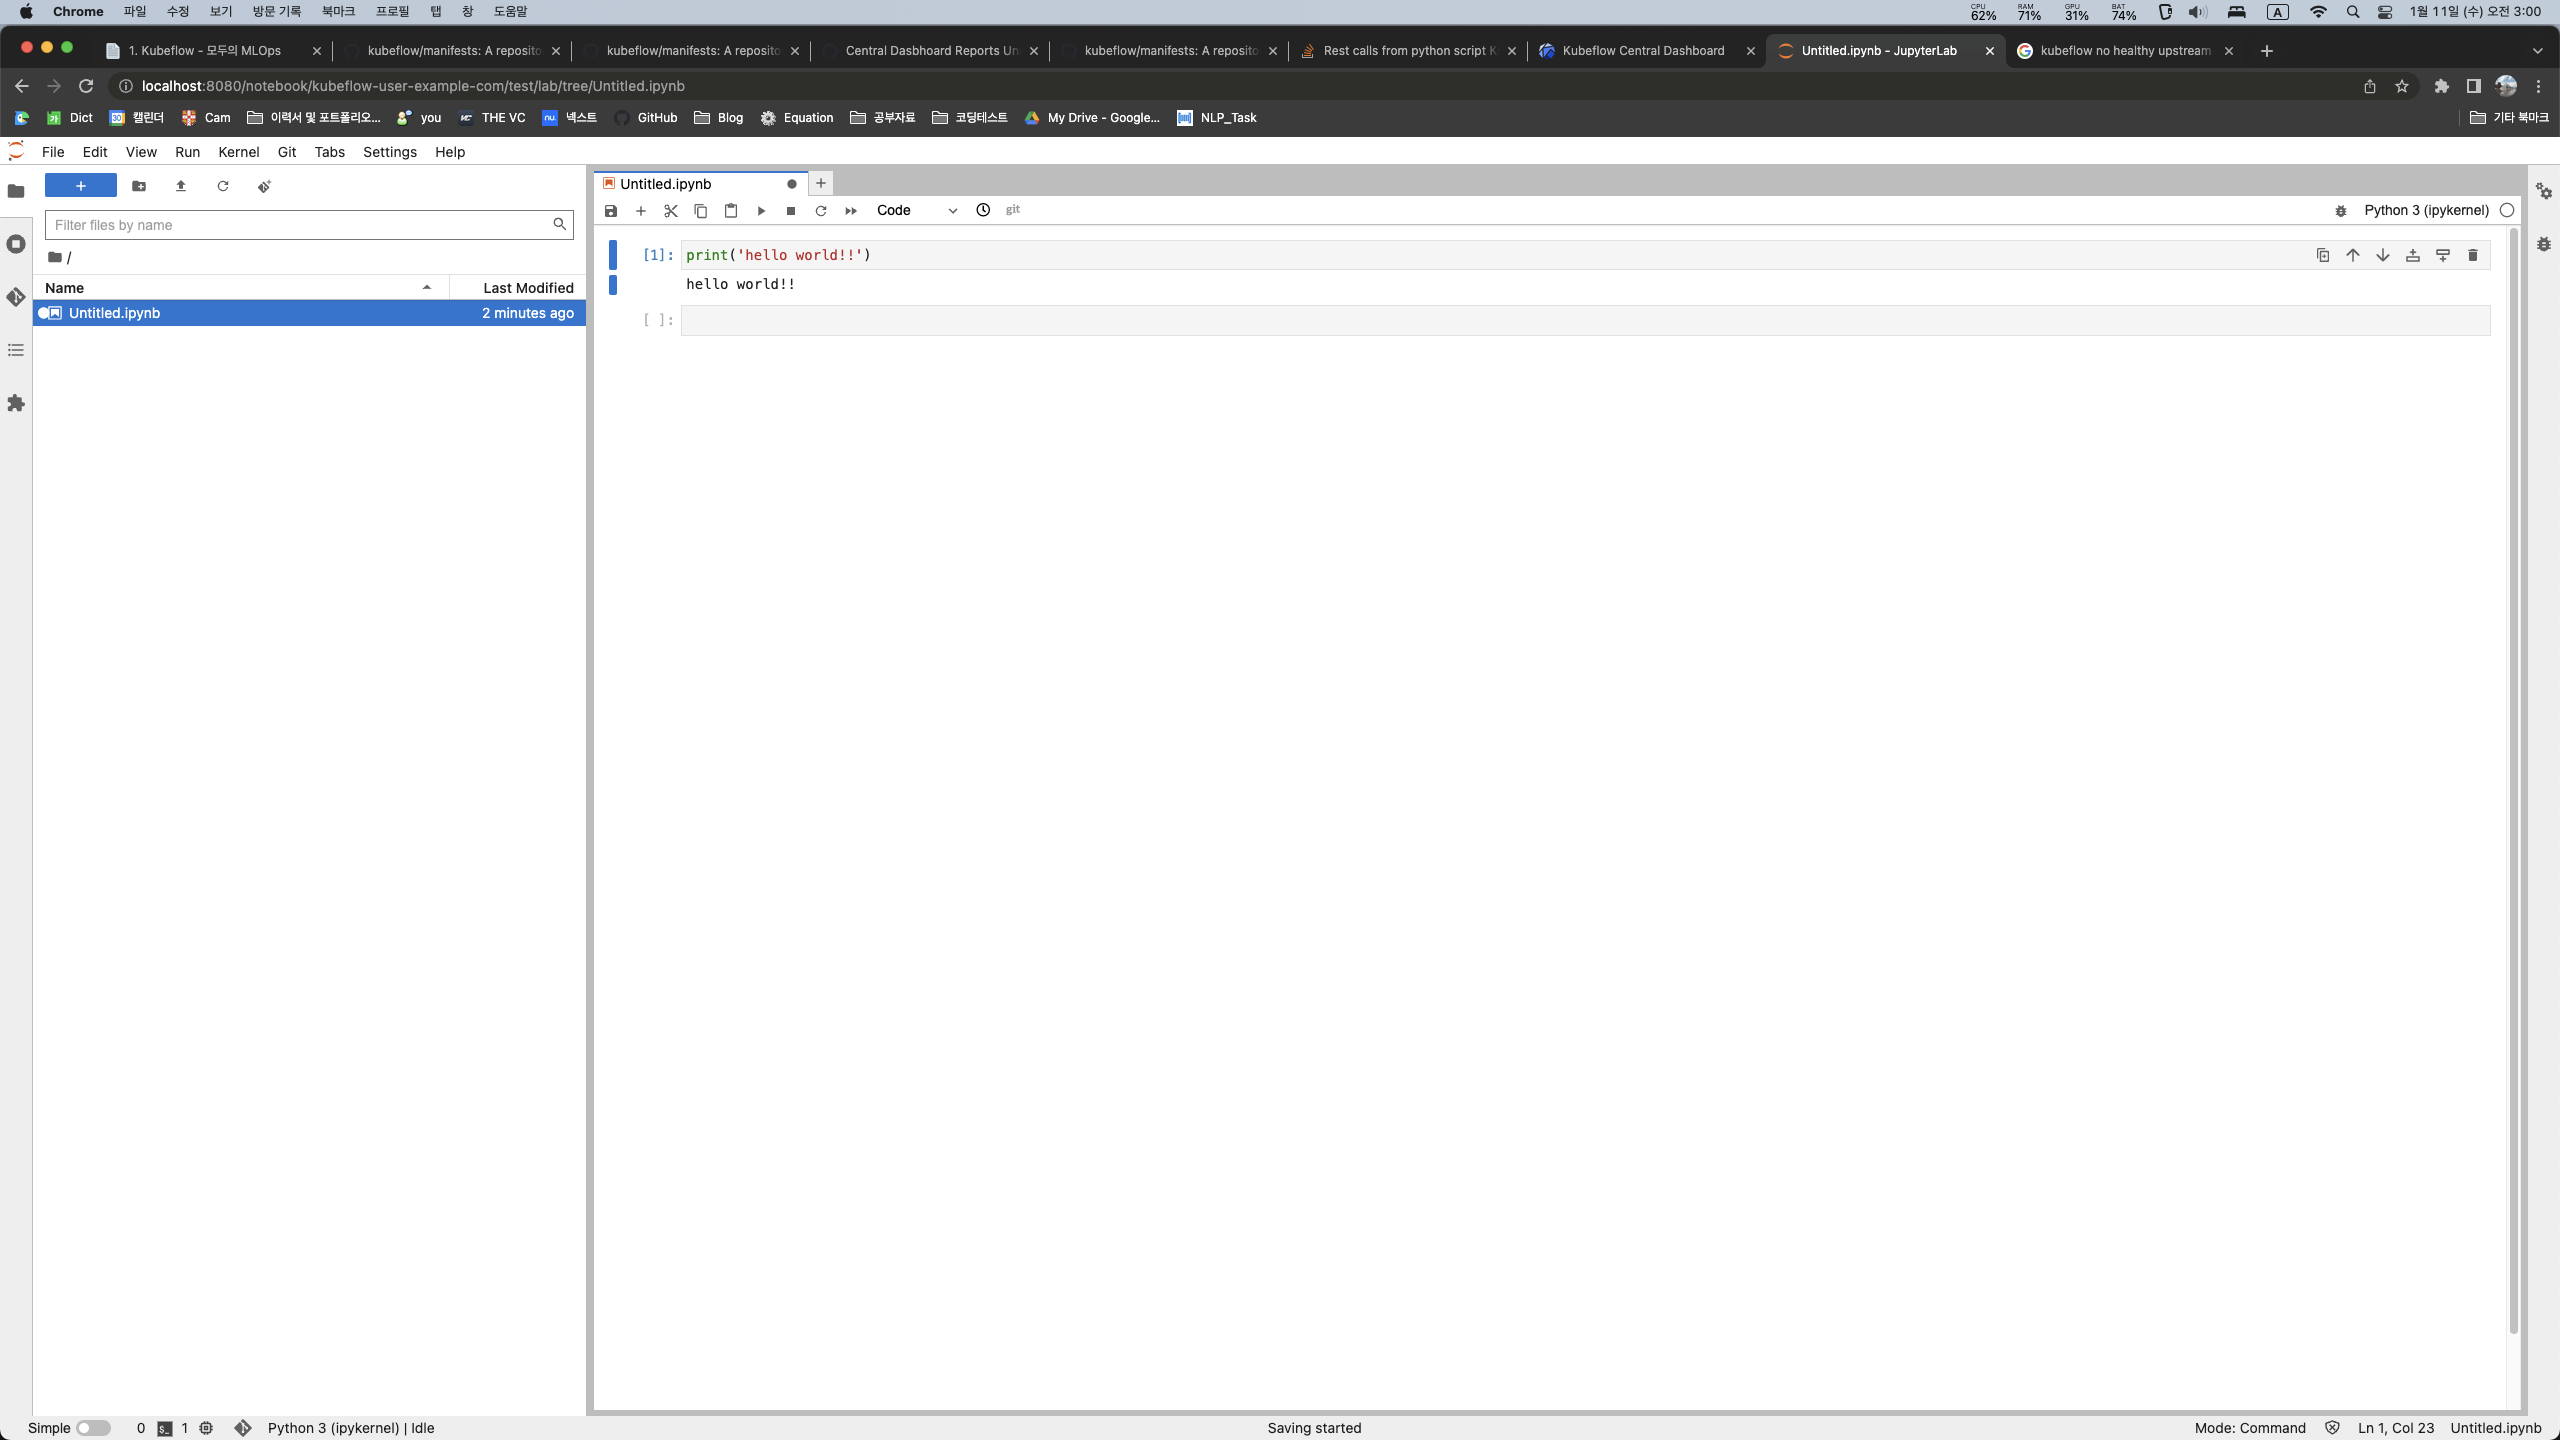 Chrome 파일 수정 보기 방문 기록 북마크 프로필 탭 창 도움말 CPU 62% RAM 71% GPU 31% BAT 74% A 1월 11일 (수) 오전 3:00
1. Kubeflow - 모두의 MLOps kubeflow/manifests: A reposito kubeflow/manifests: A reposito Central Dasbhoard Reports Un kubeflow/manifests: A reposito Rest calls from python script K Kubeflow Central Dashboard Untitled.ipynb - JupyterLab kubeflow no healthy upstream
localhost:8080/notebook/kubeflow-user-example-com/test/lab/tree/Untitled.ipynb
Dict 30 캘린더 Cam 이력서 및 포트폴리오... you THE VC nu. 넥스트 GitHub Blog Equation 공부자료 코딩테스트 My Drive - Google... NLP_Task 기타 북마크
File Edit View Run Kernel Git Tabs Settings Help
Untitled.ipynb
Code git Python 3 (ipykernel)
Filter files by name
/
Name Last Modified
Untitled.ipynb 2 minutes ago
[1]: print('hello world!!')
hello world!!
[ ]:
Simple 0 $_ 1 Python 3 (ipykernel) | Idle Saving started Mode: Command Ln 1, Col 23 Untitled.ipynb